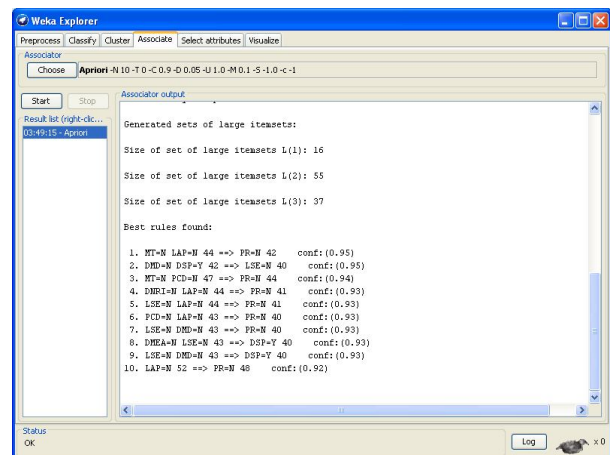 Weka Explorer
Preprocess Classify Cluster Associate Select attributes Visualize
Associator
Choose Apriori -N 10 -T 0 -C 0.9 -D 0.05 -U 1.0 -M 0.1 -S -1.0 -c -1
Start Stop
Result list (right-clic...
03:49:15 - Apriori
Associator output
Generated sets of large itemsets:
Size of set of large itemsets L(1): 16
Size of set of large itemsets L(2): 55
Size of set of large itemsets L(3): 37
Best rules found:
1. MT=N LAP=N 44 ==> PR=N 42 conf:(0.95)
2. DMD=N DSP=Y 42 ==> LSE=N 40 conf:(0.95)
3. MT=N PCD=N 47 ==> PR=N 44 conf:(0.94)
4. DNRI=N LAP=N 44 ==> PR=N 41 conf:(0.93)
5. LSE=N LAP=N 44 ==> PR=N 41 conf:(0.93)
6. PCD=N LAP=N 43 ==> PR=N 40 conf:(0.93)
7. LSE=N DMD=N 43 ==> PR=N 40 conf:(0.93)
8. DMEA=N LSE=N 43 ==> DSP=Y 40 conf:(0.93)
9. LSE=N DMD=N 43 ==> DSP=Y 40 conf:(0.93)
10. LAP=N 52 ==> PR=N 48 conf:(0.92)
Status
OK
Log
x 0